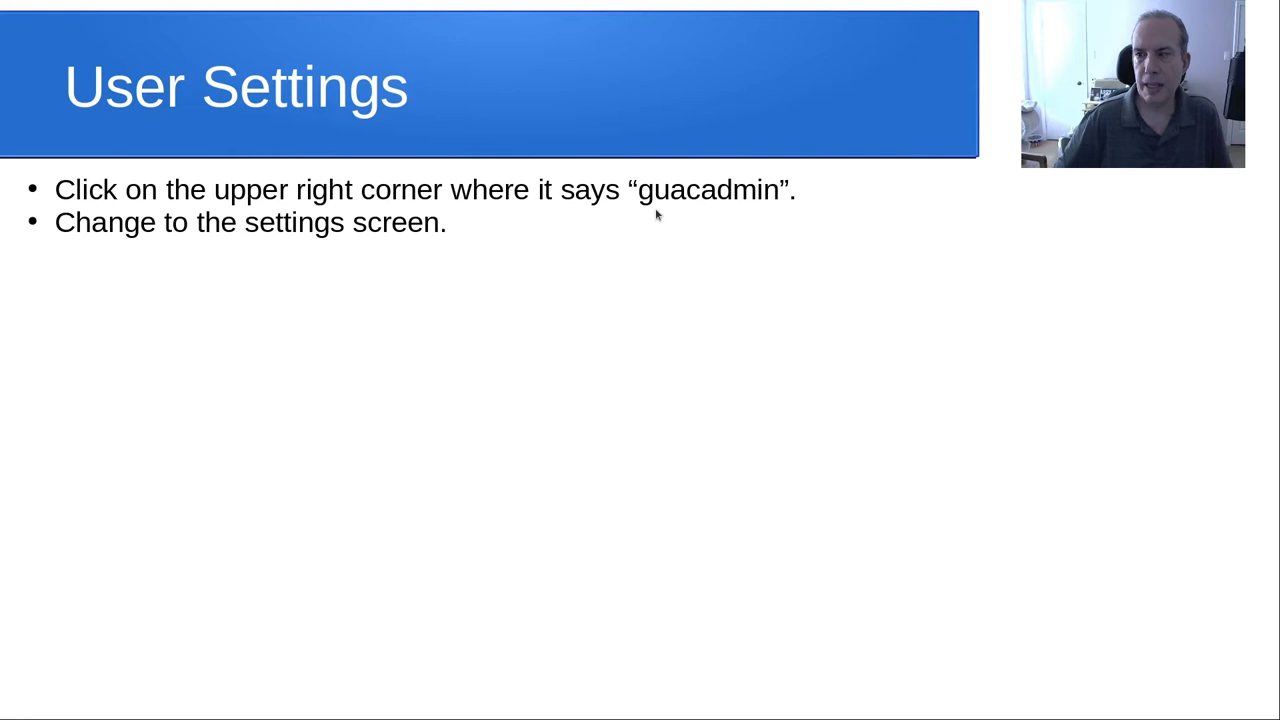 User Settings
• Click on the upper right corner where it says “guacadmin”.
• Change to the settings screen.